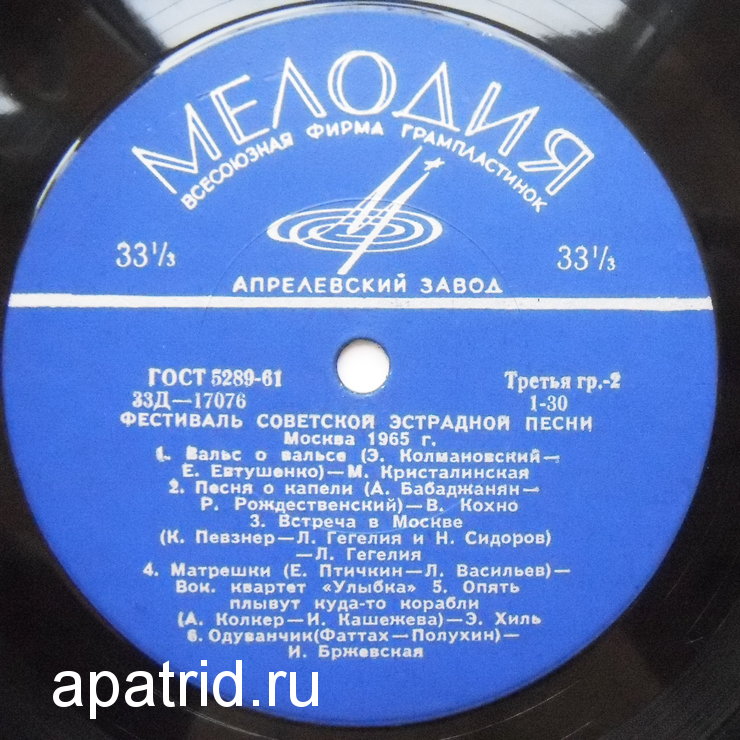 МЕЛОДИЯ
ВСЕСОЮЗНАЯ ФИРМА ГРАМПЛАСТИНОК
33⅓ 33⅓
АПРЕЛЕВСКИЙ ЗАВОД
ГОСТ 5289-61 Третья гр.-2
33Д—17076 1-30
ФЕСТИВАЛЬ СОВЕТСКОЙ ЭСТРАДНОЙ ПЕСНИ
Москва 1965 г.
1. Вальс о вальсе (Э. Колмановский—
Е. Евтушенко)—М. Кристалинская
2. Песня о капели (А. Бабаджанян—
Р. Рождественский)—В. Кохно
3. Встреча в Москве
(К. Певзнер—Л. Гегелия и Н. Сидоров)
—Л. Гегелия
4. Матрешки (Е. Птичкин—Л. Васильев)—
Вок. квартет «Улыбка» 5. Опять
плывут куда-то корабли
(А. Колкер—И. Кашежева)—Э. Хиль
6. Одуванчик(Фаттах—Полухин)—
И. Бржевская
apatrid.ru